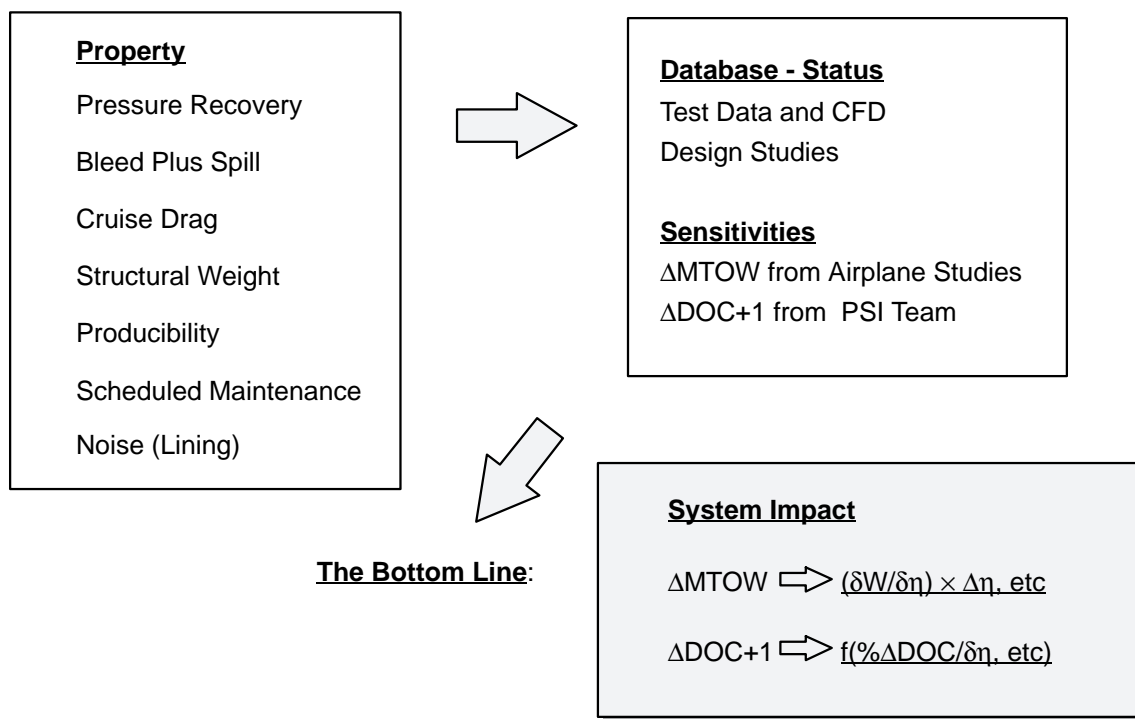 Property
Pressure Recovery
Bleed Plus Spill
Cruise Drag
Structural Weight
Producibility
Scheduled Maintenance
Noise (Lining)
Database - Status
Test Data and CFD
Design Studies
Sensitivities
ΔMTOW from Airplane Studies
ΔDOC+1 from PSI Team
The Bottom Line:
System Impact
ΔMTOW ⇨ (δW/δη) × Δη, etc
ΔDOC+1 ⇨ f(%ΔDOC/δη, etc)